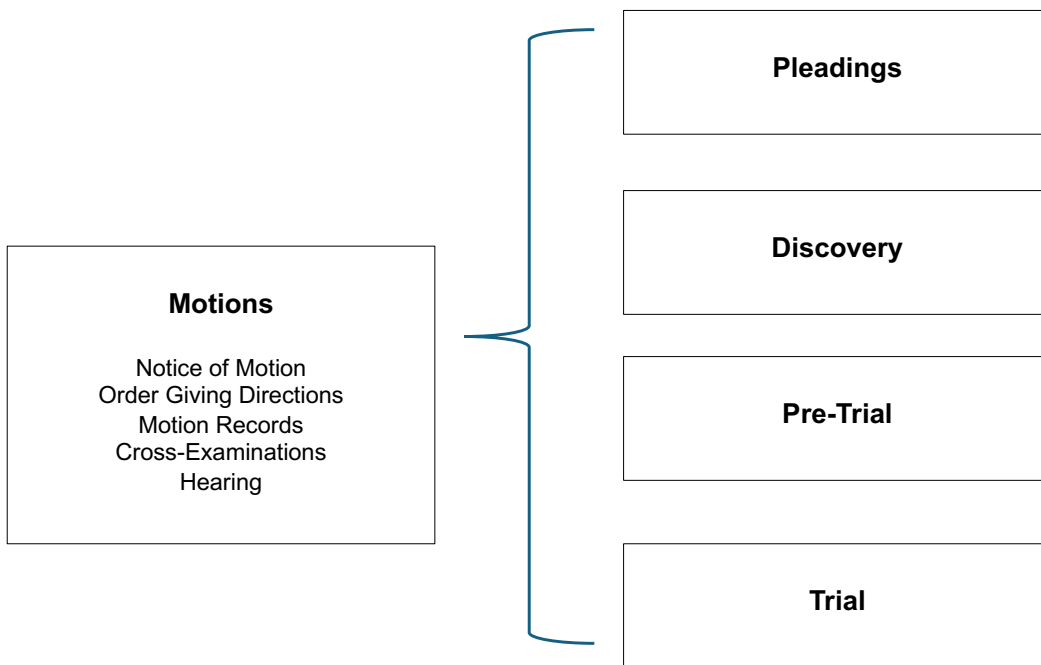 Motions
Notice of Motion
Order Giving Directions
Motion Records
Cross-Examinations
Hearing
Pleadings
Discovery
Pre-Trial
Trial